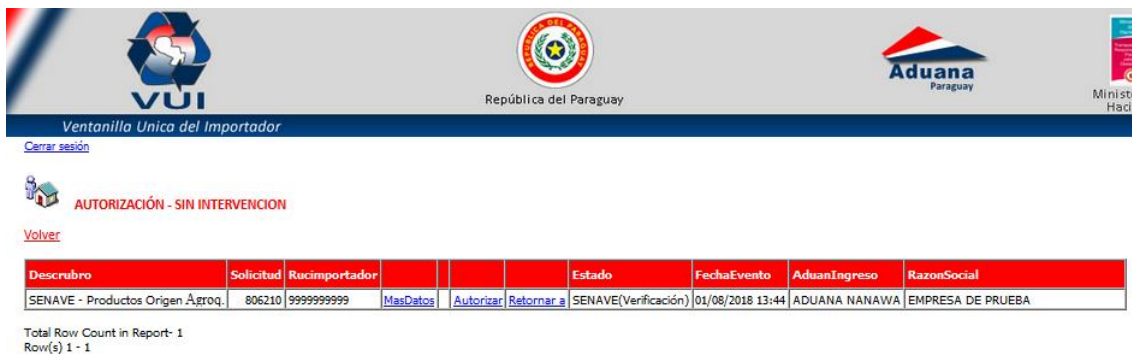 VUI
República del Paraguay
Aduana
Paraguay
Ventanilla Unica del Importador
Cerrar sesión
AUTORIZACIÓN - SIN INTERVENCION
Volver
Descrubro Solicitud Rucimportador Estado FechaEvento AduanIngreso RazonSocial
SENAVE - Productos Origen Agroq. 806210 9999999999 MasDatos Autorizar Retornar a SENAVE(Verificación) 01/08/2018 13:44 ADUANA NANAWA EMPRESA DE PRUEBA
Total Row Count in Report- 1
Row(s) 1 - 1